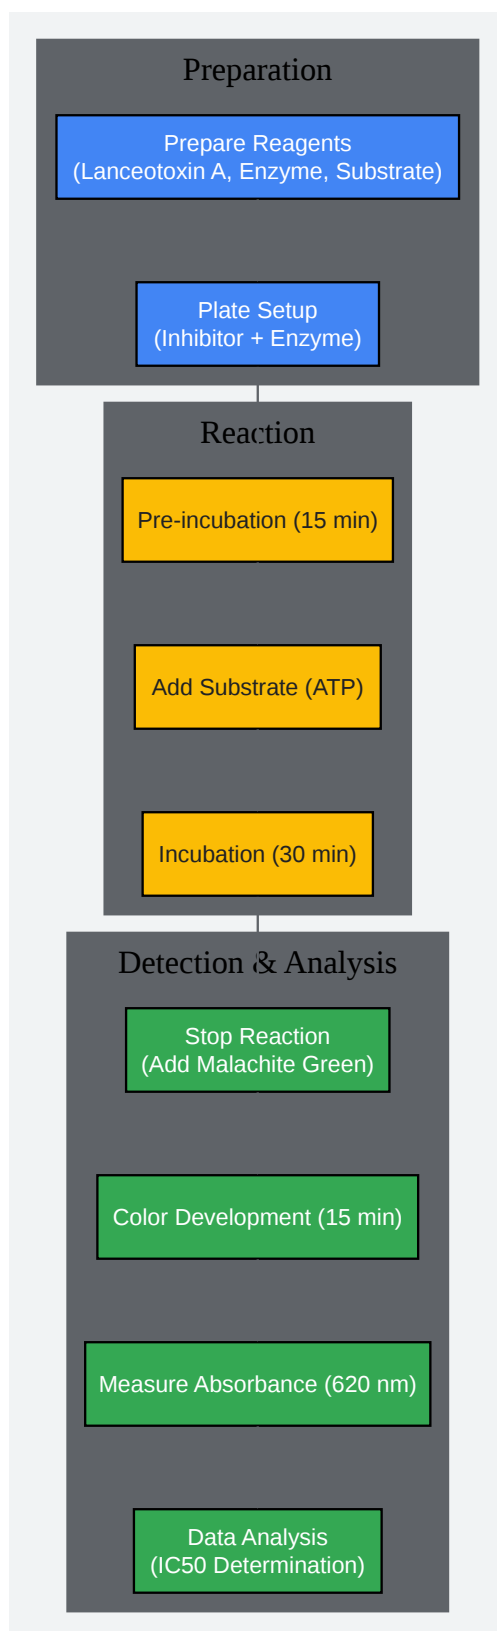 Preparation
Prepare Reagents
(Lanceotoxin A, Enzyme, Substrate)
Plate Setup
(Inhibitor + Enzyme)
Reaction
Pre-incubation (15 min)
Add Substrate (ATP)
Incubation (30 min)
Detection & Analysis
Stop Reaction
(Add Malachite Green)
Color Development (15 min)
Measure Absorbance (620 nm)
Data Analysis
(IC50 Determination)